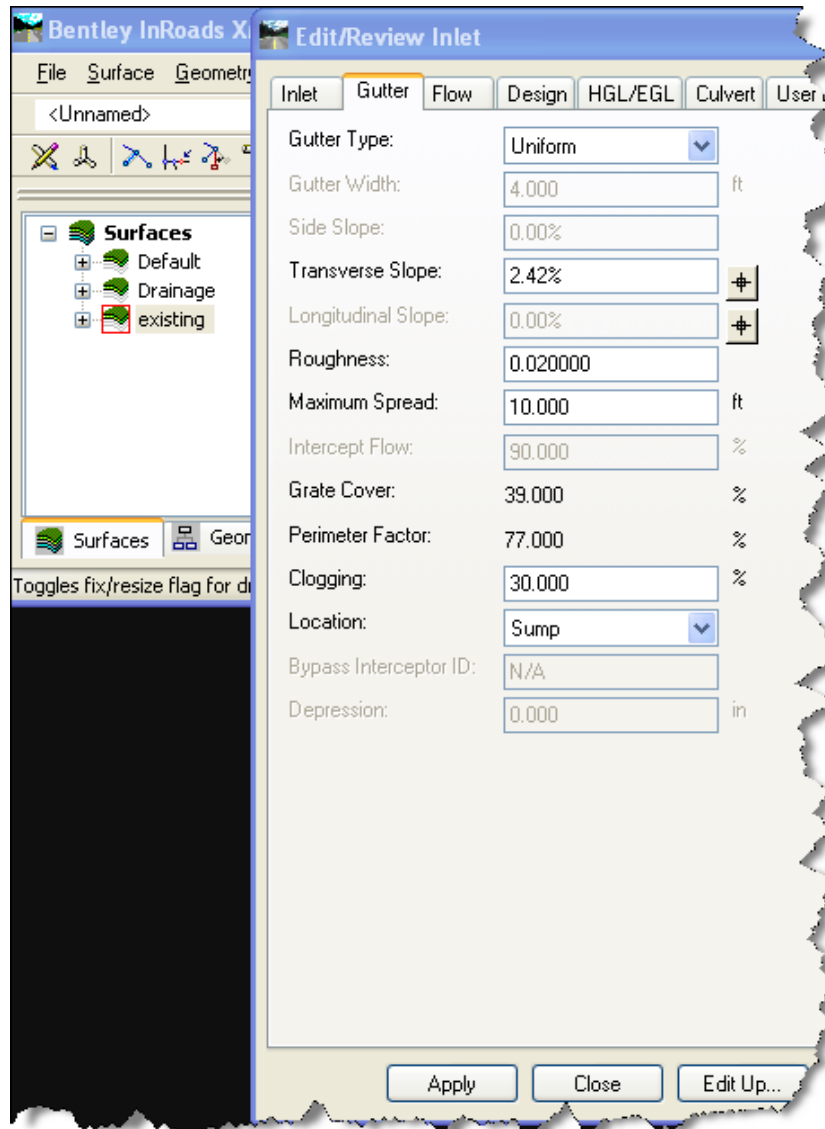 Bentley InRoads X
File Surface Geometr
<Unnamed>
Surfaces
Default
Drainage
existing
Surfaces Geor
Toggles fix/resize flag for d
Edit/Review Inlet
Inlet Gutter Flow Design HGL/EGL Culvert User
Gutter Type: Uniform
Gutter Width: 4.000 ft
Side Slope: 0.00%
Transverse Slope: 2.42%
Longitudinal Slope: 0.00%
Roughness: 0.020000
Maximum Spread: 10.000 ft
Intercept Flow: 90.000 %
Grate Cover: 39.000 %
Perimeter Factor: 77.000 %
Clogging: 30.000 %
Location: Sump
Bypass Interceptor ID: N/A
Depression: 0.000 in
Apply Close Edit Up...